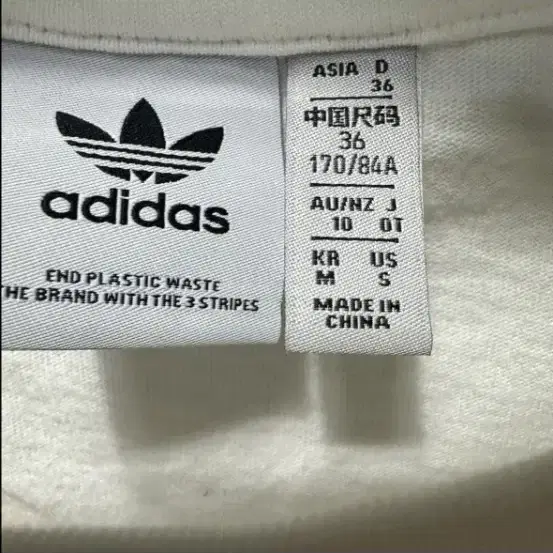 adidas
END PLASTIC WASTE
THE BRAND WITH THE 3 STRIPES
ASIA D
36
中国尺码
36
170/84A
AU/NZ J
10 OT
KR US
M S
MADE IN
CHINA